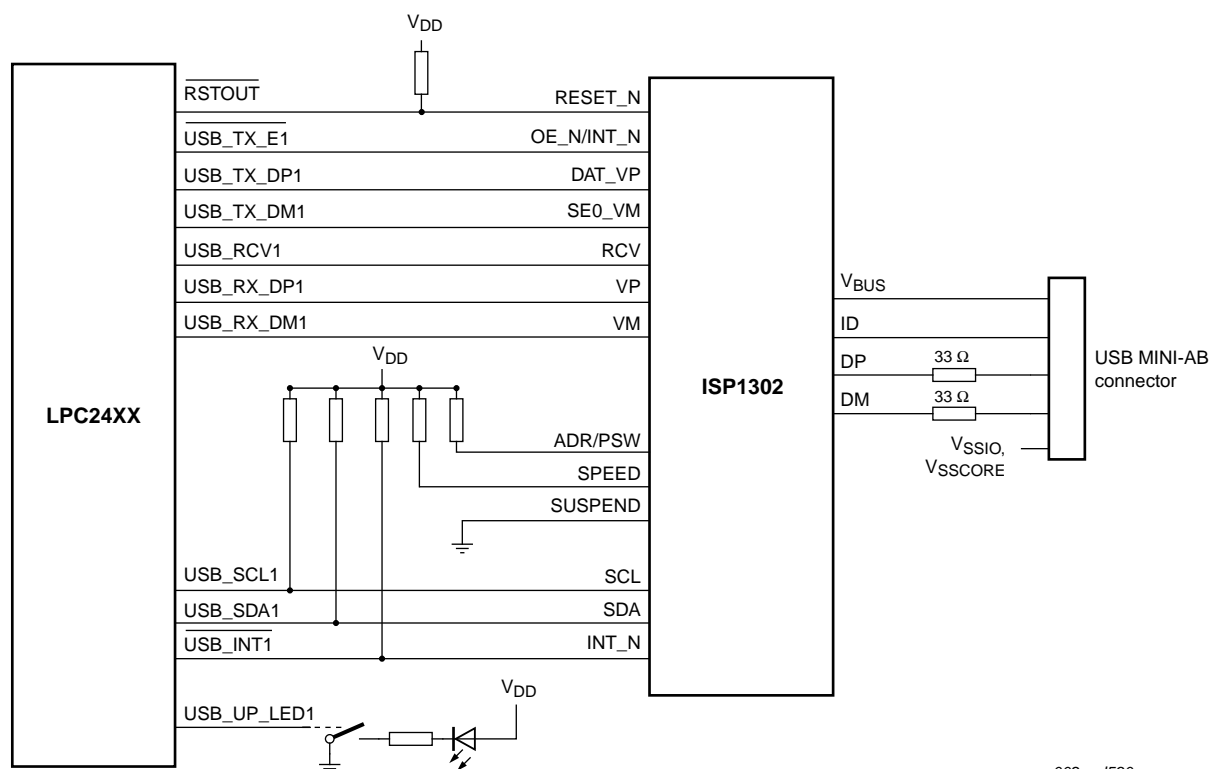 VDD
RSTOUT RESET_N
USB_TX_E1 OE_N/INT_N
USB_TX_DP1 DAT_VP
USB_TX_DM1 SE0_VM
USB_RCV1 RCV
USB_RX_DP1 VP
USB_RX_DM1 VM
VDD
LPC24XX
ISP1302
ADR/PSW
SPEED
SUSPEND
USB_SCL1 SCL
USB_SDA1 SDA
USB_INT1 INT_N
USB_UP_LED1
VDD
VBUS
ID
DP 33 Ω
DM 33 Ω
VSSIO,
VSSCORE
USB MINI-AB
connector